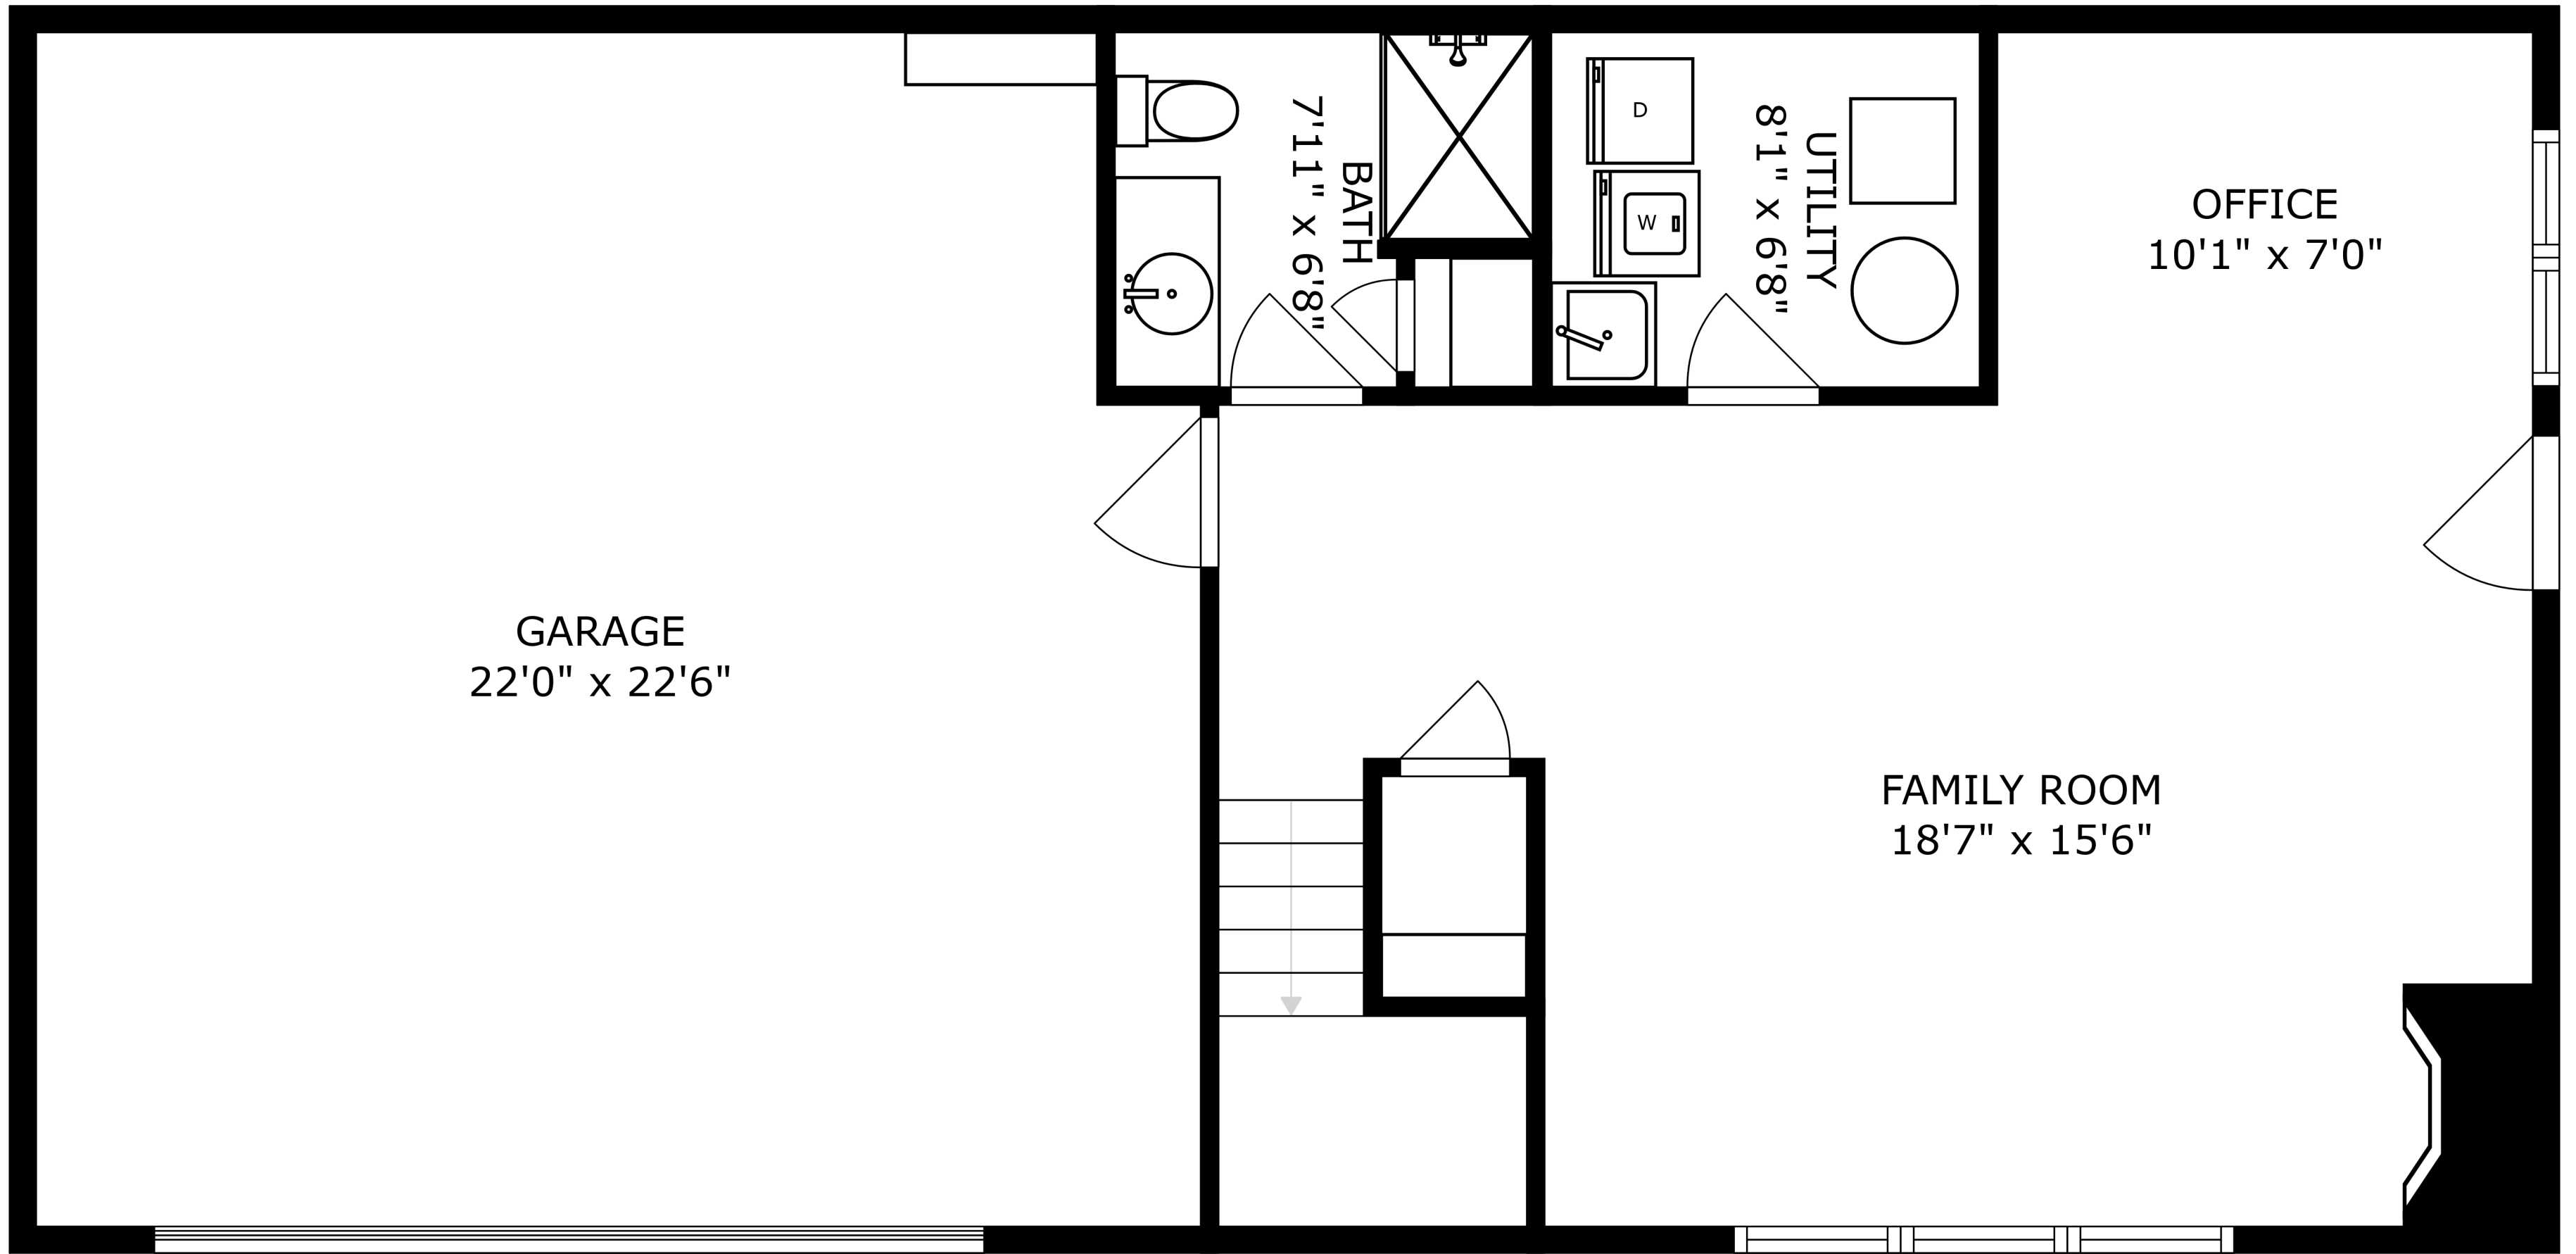 BATH
7'11" x 6'8"
D
W
UTILITY
8'1" x 6'8"
OFFICE
10'1" x 7'0"
GARAGE
22'0" x 22'6"
FAMILY ROOM
18'7" x 15'6"